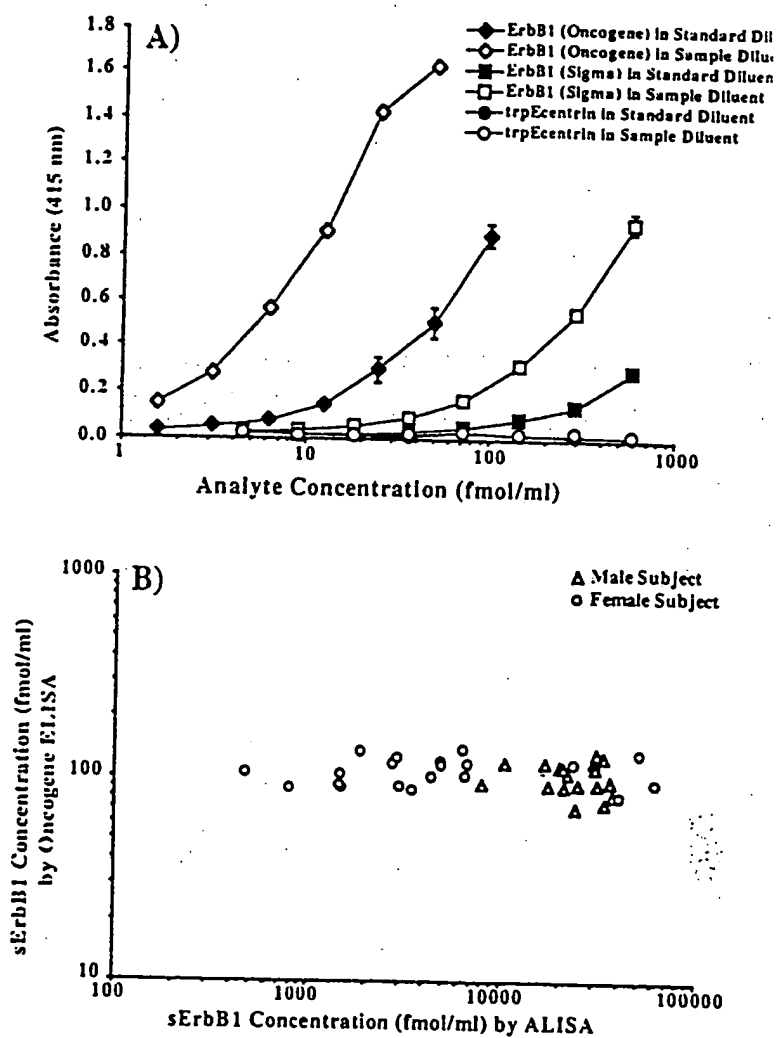 A)
1.8
1.6
1.4
1.2
1.0
0.8
0.6
0.4
0.2
0.0
Absorbance (415 nm)
ErbB1 (Oncogene) in Standard Dil
ErbB1 (Oncogene) in Sample Dilue
ErbB1 (Sigma) in Standard Diluent
ErbB1 (Sigma) in Sample Diluent
trpEcentrin in Standard Diluent
trpEcentrin in Sample Diluent
1
10
100
1000
Analyte Concentration (fmol/ml)
B)
1000
100
10
sErbB1 Concentration (fmol/ml)
by Oncogene ELISA
Male Subject
Female Subject
100
1000
10000
100000
sErbB1 Concentration (fmol/ml) by ALISA